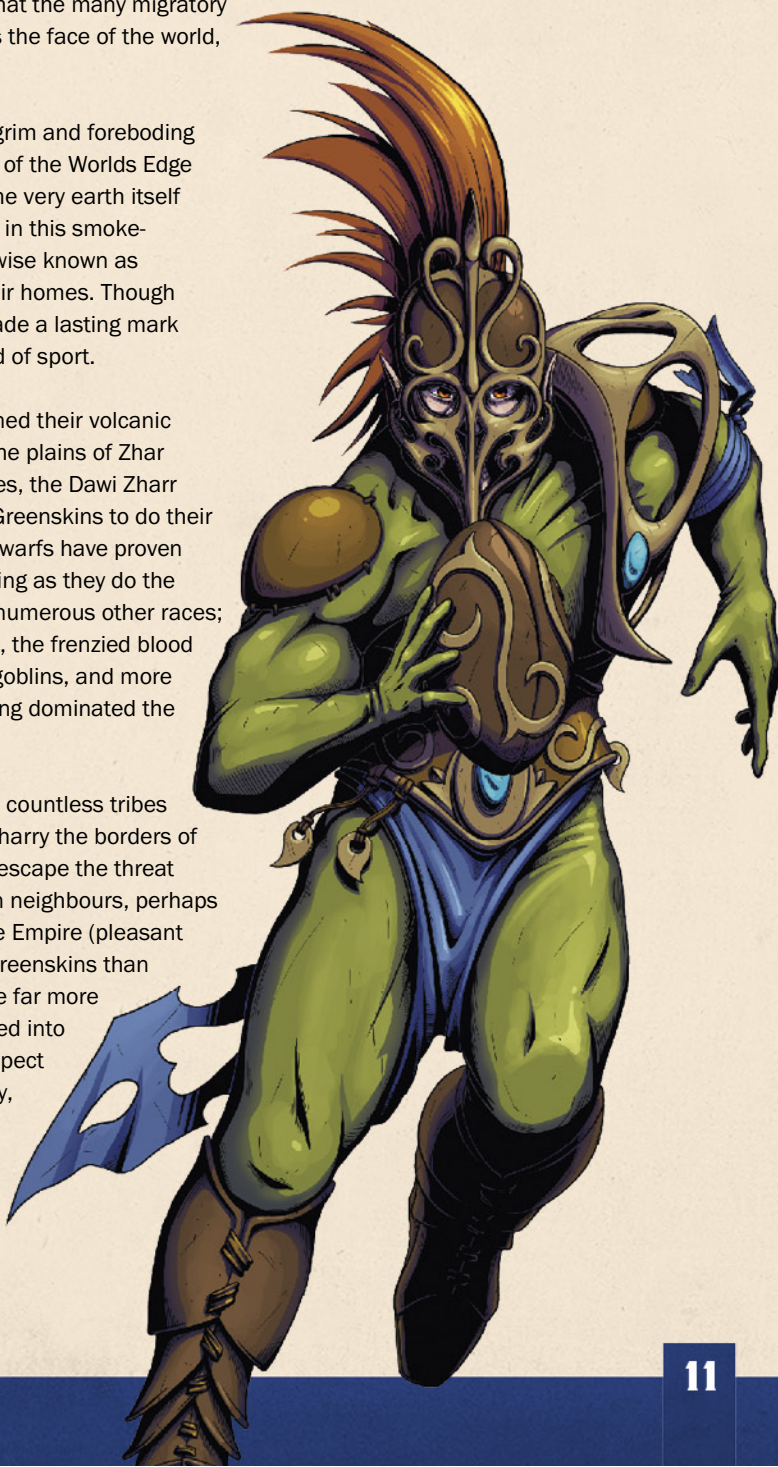 hat the many migratory
s the face of the world,
grim and foreboding
of the Worlds Edge
he very earth itself
in this smoke-
wise known as
ir homes. Though
ade a lasting mark
d of sport.
ned their volcanic
he plains of Zhar
es, the Dawi Zharr
Greenskins to do their
warfs have proven
ing as they do the
numerous other races;
, the frenzied blood
goblins, and more
ng dominated the
countless tribes
harry the borders of
escape the threat
n neighbours, perhaps
e Empire (pleasant
reenskins than
e far more
ed into
pect
y,
11